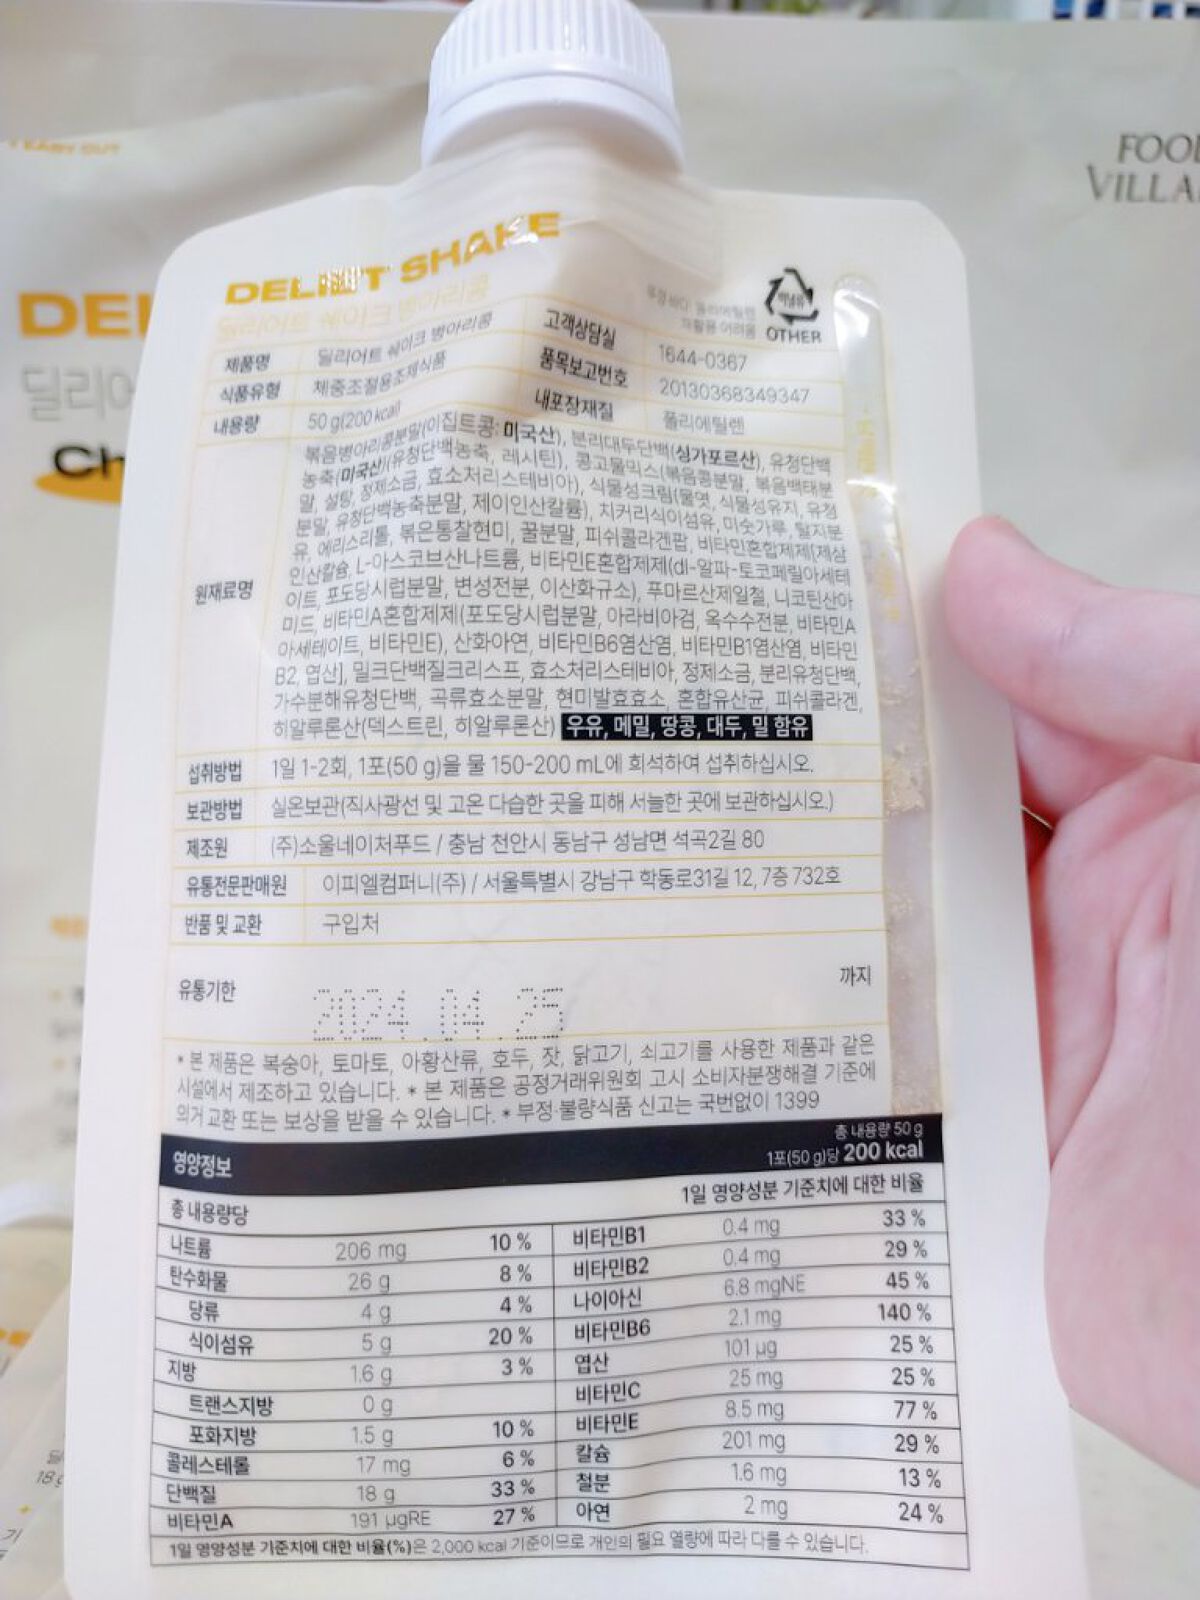 FOOD
VILLA
DEL
딜리어
Ch
DELIET SHAKE
딜리어트 쉐이크 병아리콩
제품명 딜리어트 쉐이크 병아리콩
식품유형 체중조절용조제식품
내용량 50 g(200 kcal)
고객상담실 1644-0367
품목보고번호 20130368349347
내포장재질 폴리에틸렌
재활용 어려움
OTHER
원재료명
볶음병아리콩분말(이집트콩: 미국산), 분리대두단백(싱가포르산), 유청단백
농축(미국산)(유청단백농축, 레시틴), 콩고물믹스(볶음콩분말, 볶음백태분
말, 설탕, 정제소금, 효소처리스테비아), 식물성크림(물엿, 식물성유지, 유청
분말, 유청단백농축분말, 제이인산칼륨), 치커리식이섬유, 미숫가루, 탈지분
유, 에리스리톨, 볶은통찰현미, 꿀분말, 피쉬콜라겐팝, 비타민혼합제제[제삼
인산칼슘, L-아스코브산나트륨, 비타민E혼합제제(dl-알파-토코페릴아세테
이트, 포도당시럽분말, 변성전분, 이산화규소), 푸마르산제일철, 니코틴산아
미드, 비타민A혼합제제(포도당시럽분말, 아라비아검, 옥수수전분, 비타민A
아세테이트, 비타민E), 산화아연, 비타민B6염산염, 비타민B1염산염, 비타민
B2, 엽산], 밀크단백질크리스프, 효소처리스테비아, 정제소금, 분리유청단백,
가수분해유청단백, 곡류효소분말, 현미발효효소, 혼합유산균, 피쉬콜라겐,
히알루론산(덱스트린, 히알루론산) 우유, 메밀, 땅콩, 대두, 밀 함유
섭취방법 1일 1-2회, 1포(50 g)을 물 150-200 mL에 희석하여 섭취하십시오.
보관방법 실온보관(직사광선 및 고온 다습한 곳을 피해 서늘한 곳에 보관하십시오.)
제조원 (주)소울네이처푸드 / 충남 천안시 동남구 성남면 석곡2길 80
유통전문판매원 이피엘컴퍼니(주) / 서울특별시 강남구 학동로31길 12, 7층 732호
반품 및 교환 구입처
유통기한 2024.04.25 까지
* 본 제품은 복숭아, 토마토, 아황산류, 호두, 잣, 닭고기, 쇠고기를 사용한 제품과 같은
시설에서 제조하고 있습니다. * 본 제품은 공정거래위원회 고시 소비자분쟁해결 기준에
의거 교환 또는 보상을 받을 수 있습니다. * 부정·불량식품 신고는 국번없이 1399
영양정보
총 내용량 50 g
1포(50 g)당 200 kcal
총 내용량당 1일 영양성분 기준치에 대한 비율
나트륨 206 mg 10 %
탄수화물 26 g 8 %
당류 4 g 4 %
식이섬유 5 g 20 %
지방 1.6 g 3 %
트랜스지방 0 g
포화지방 1.5 g 10 %
콜레스테롤 17 mg 6 %
단백질 18 g 33 %
비타민A 191 µgRE 27 %
비타민B1 0.4 mg 33 %
비타민B2 0.4 mg 29 %
나이아신 6.8 mgNE 45 %
비타민B6 2.1 mg 140 %
엽산 101 µg 25 %
비타민C 25 mg 25 %
비타민E 8.5 mg 77 %
칼슘 201 mg 29 %
철분 1.6 mg 13 %
아연 2 mg 24 %
1일 영양성분 기준치에 대한 비율(%)은 2,000 kcal 기준이므로 개인의 필요 열량에 따라 다를 수 있습니다.